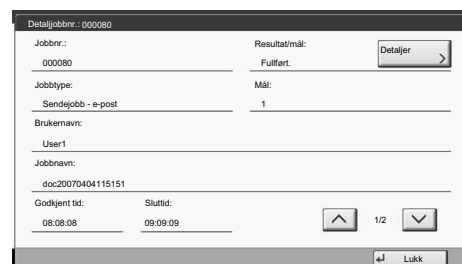 Detaljjobbnr.: 000080
Jobbnr.: Resultat/mål: Detaljer
000080 Fullført.
Jobbtype: Mål:
Sendejobb - e-post 1
Brukernavn:
User1
Jobbnavn:
doc20070404115151
Godkjent tid: Sluttid:
08:08:08 09:09:09 1/2
Lukk